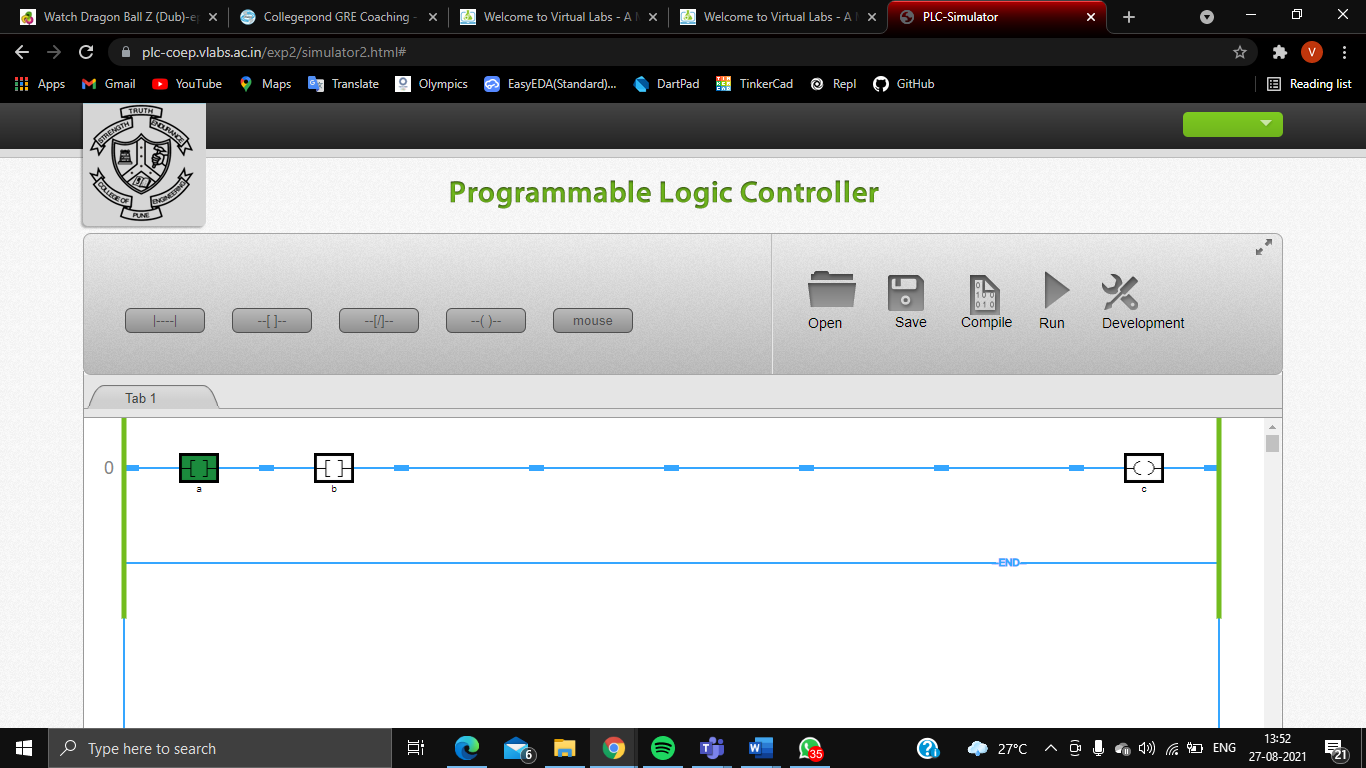 Watch Dragon Ball Z (Dub)-ep
Collegepond GRE Coaching -
Welcome to Virtual Labs - A M
Welcome to Virtual Labs - A M
PLC-Simulator
plc-coep.vlabs.ac.in/exp2/simulator2.html#
V
Apps
Gmail
YouTube
Maps
Translate
Olympics
EasyEDA(Standard)...
DartPad
TinkerCad
Repl
GitHub
Reading list
TRUTH
STRENGTH
ENDURANCE
COLLEGE OF
ENGINEERING
PUNE
Programmable Logic Controller
|----|
--[ ]--
--[/]--
--( )--
mouse
Open
Save
Compile
Run
Development
Tab 1
0
a
b
c
-END-
Type here to search
6
35
27°C
ENG
13:52
27-08-2021
21